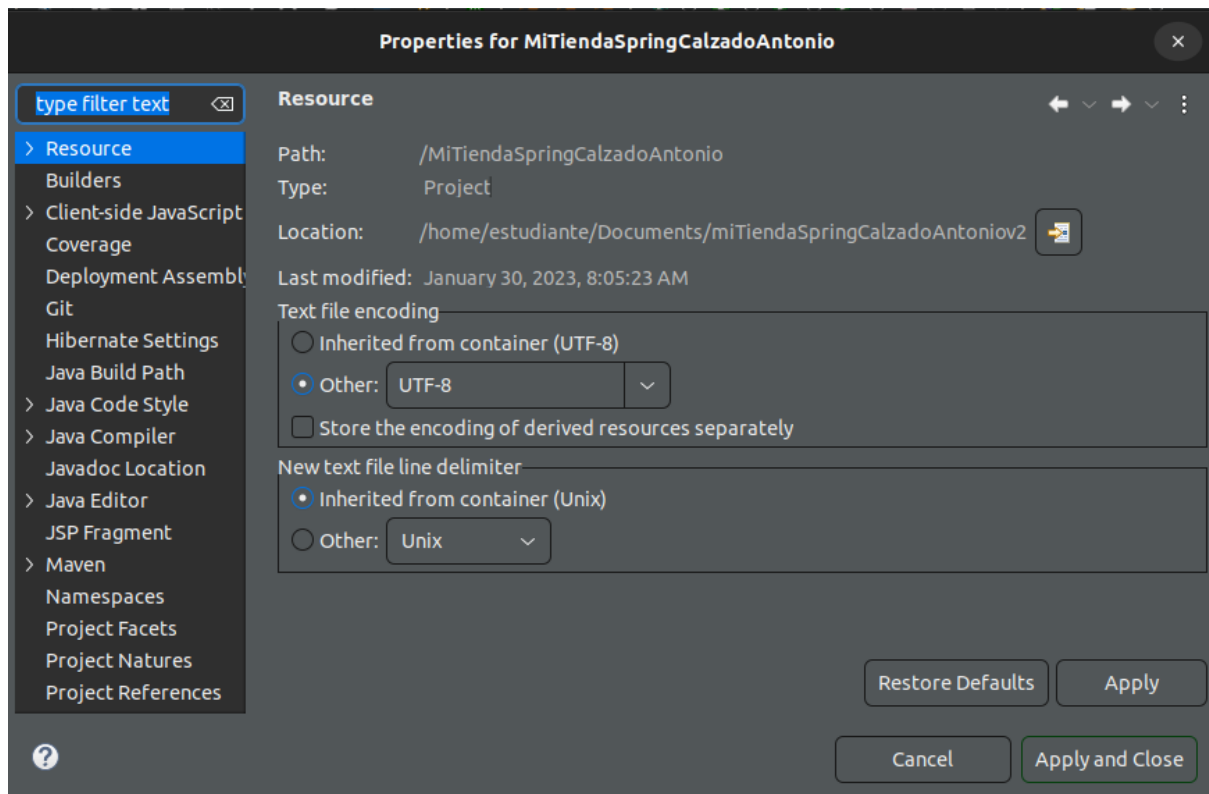 Properties for MiTiendaSpringCalzadoAntonio
type filter text
Resource
Builders
Client-side JavaScript
Coverage
Deployment Assembly
Git
Hibernate Settings
Java Build Path
Java Code Style
Java Compiler
Javadoc Location
Java Editor
JSP Fragment
Maven
Namespaces
Project Facets
Project Natures
Project References
Resource
Path: /MiTiendaSpringCalzadoAntonio
Type: Project
Location: /home/estudiante/Documents/miTiendaSpringCalzadoAntoniov2
Last modified: January 30, 2023, 8:05:23 AM
Text file encoding
Inherited from container (UTF-8)
Other: UTF-8
Store the encoding of derived resources separately
New text file line delimiter
Inherited from container (Unix)
Other: Unix
Restore Defaults Apply
? Cancel Apply and Close